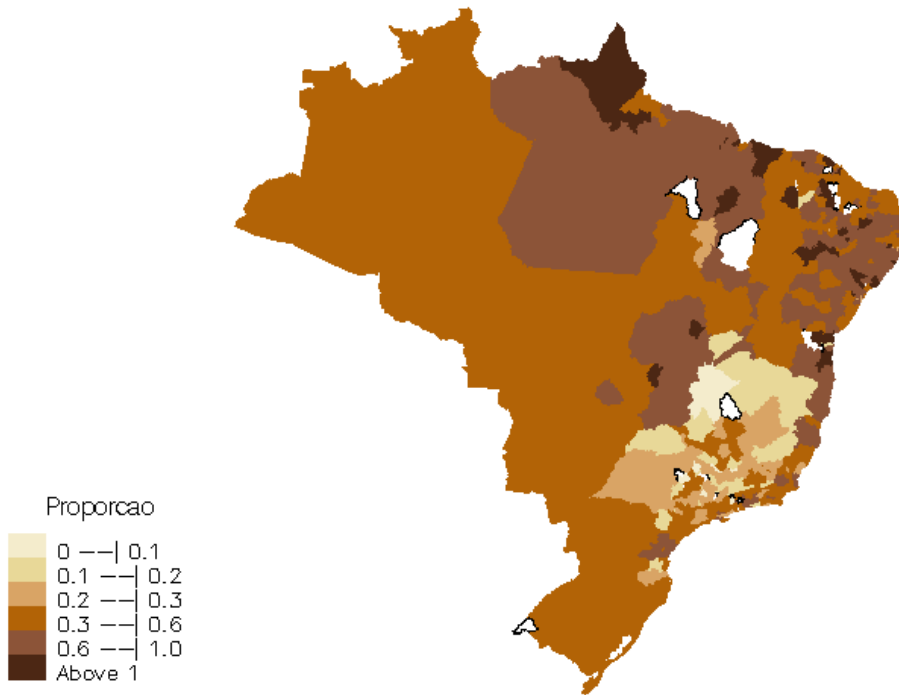 Proporcao
0 ––| 0.1
0.1 ––| 0.2
0.2 ––| 0.3
0.3 ––| 0.6
0.6 ––| 1.0
Above 1